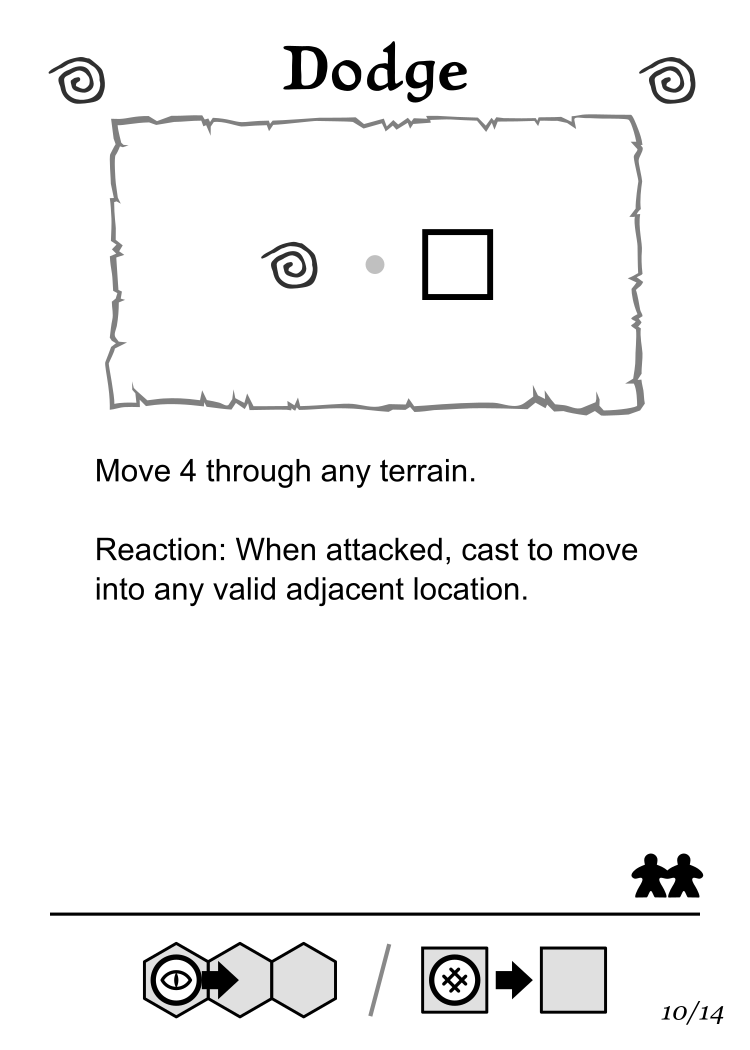 Dodge
Move 4 through any terrain.
Reaction: When attacked, cast to move
into any valid adjacent location.
10/14